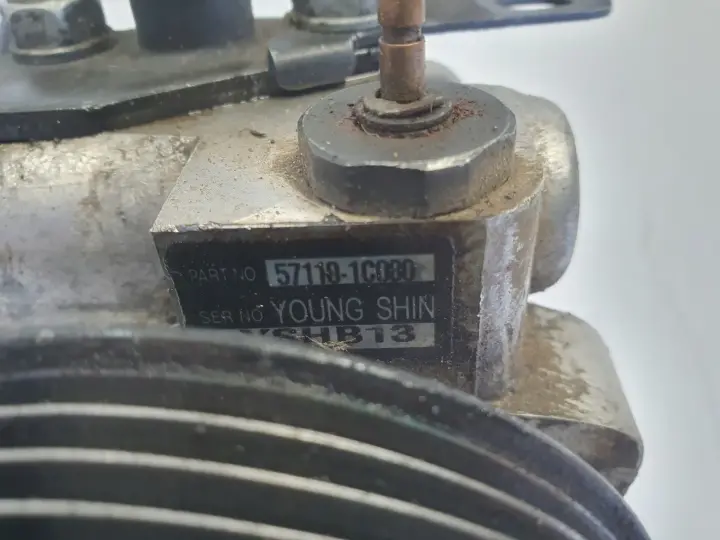 PART NO 57110-1C080
SER NO YOUNG SHIN
YSHB13